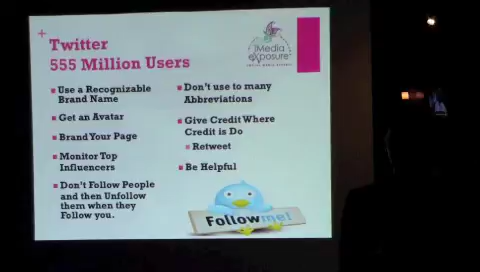 +
Twitter
555 Million Users
iMedia
eXposure
Use a Recognizable
Brand Name
Get an Avatar
Brand Your Page
Monitor Top
Influencers
Don't Follow People
and then Unfollow
them when they
Follow you.
Don't use to many
Abbreviations
Give Credit Where
Credit is Do
Retweet
Be Helpful
Follow me!